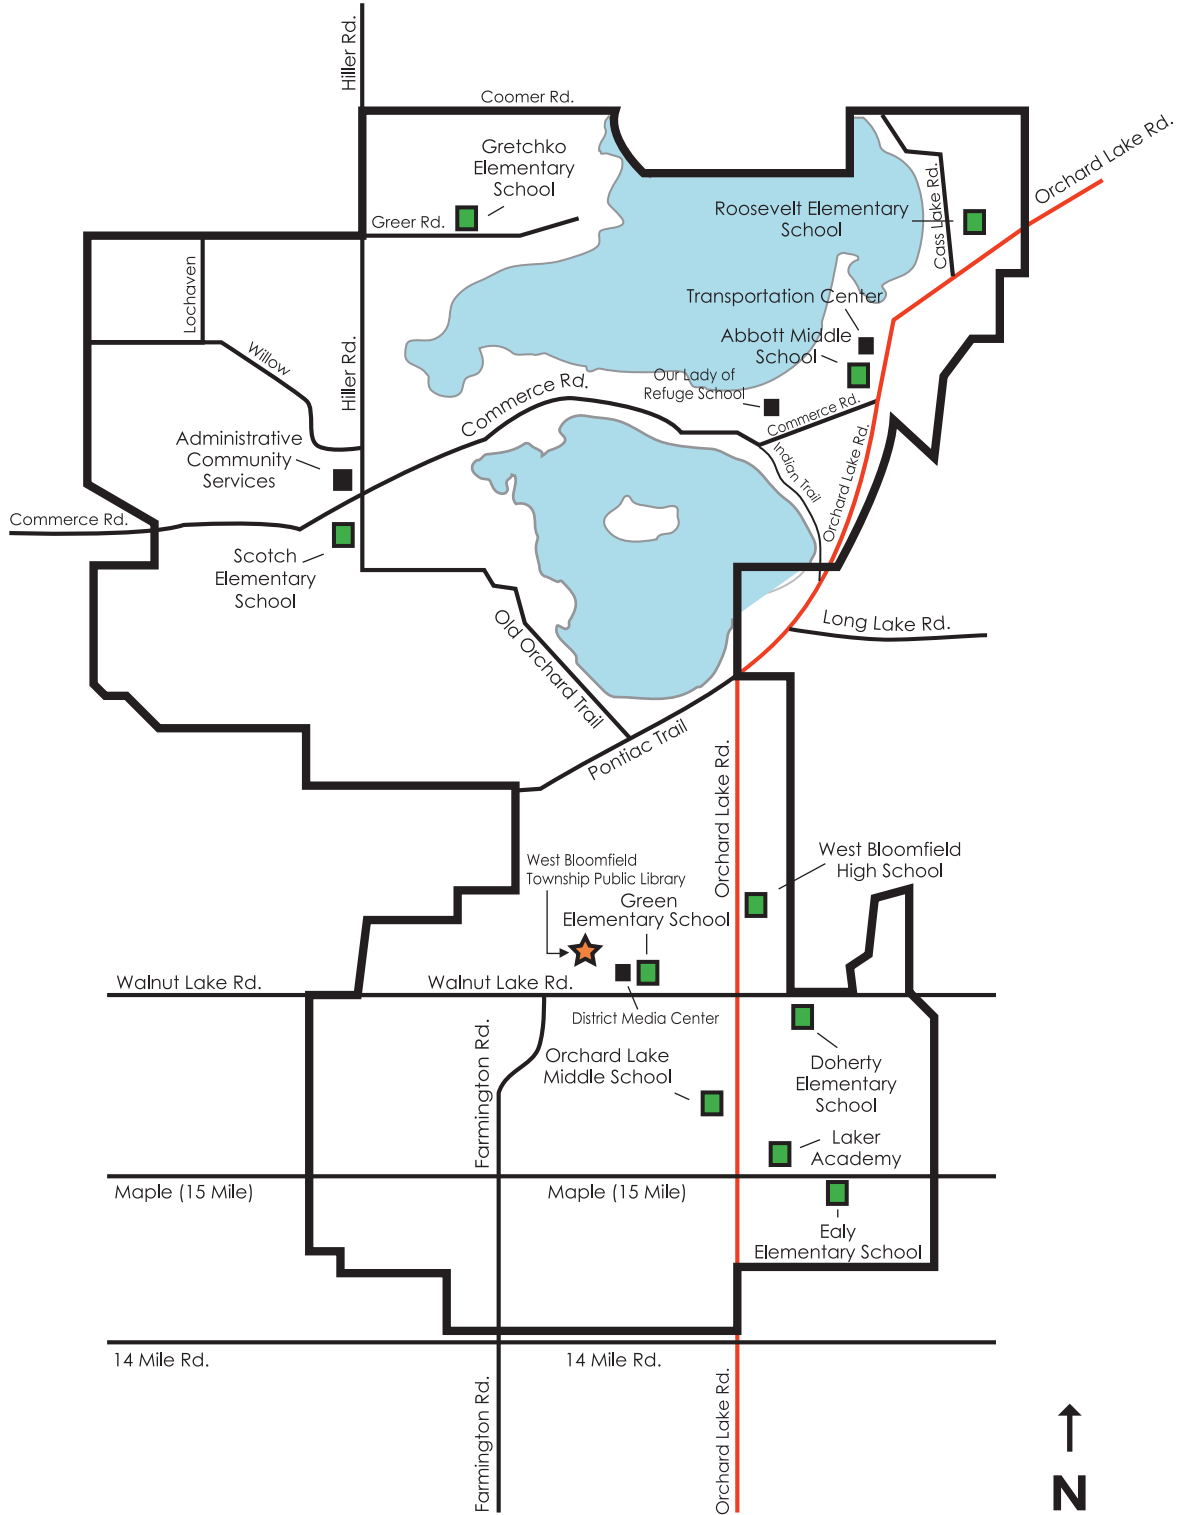 Hiller Rd.
Coomer Rd.
Orchard Lake Rd.
Gretchko
Elementary
School
Greer Rd.
Roosevelt Elementary
School
Cass Lake Rd.
Lochaven
Willow
Hiller Rd.
Transportation Center
Abbott Middle
School
Our Lady of
Refuge School
Commerce Rd.
Commerce Rd.
Indian Trail
Orchard Lake Rd.
Administrative
Community
Services
Commerce Rd.
Scotch
Elementary
School
Old Orchard Trail
Long Lake Rd.
Pontiac Trail
Orchard Lake Rd.
West Bloomfield
High School
West Bloomfield
Township Public Library
Green
Elementary School
Walnut Lake Rd.
Walnut Lake Rd.
District Media Center
Farmington Rd.
Orchard Lake
Middle School
Doherty
Elementary
School
Laker
Academy
Maple (15 Mile)
Maple (15 Mile)
Ealy
Elementary School
14 Mile Rd.
14 Mile Rd.
Farmington Rd.
Orchard Lake Rd.
N